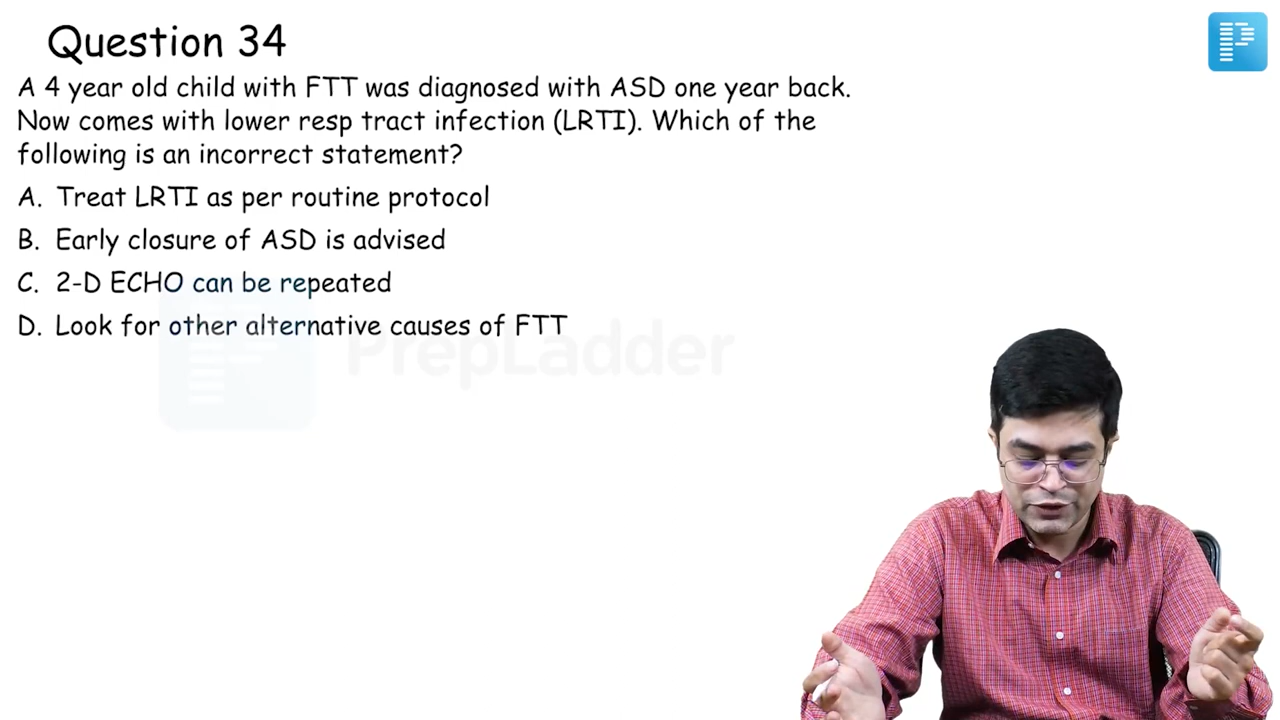 Question 34
A 4 year old child with FTT was diagnosed with ASD one year back.
Now comes with lower resp tract infection (LRTI). Which of the
following is an incorrect statement?
A. Treat LRTI as per routine protocol
B. Early closure of ASD is advised
C. 2-D ECHO can be repeated
D. Look for other alternative causes of FTT
PrepLadder